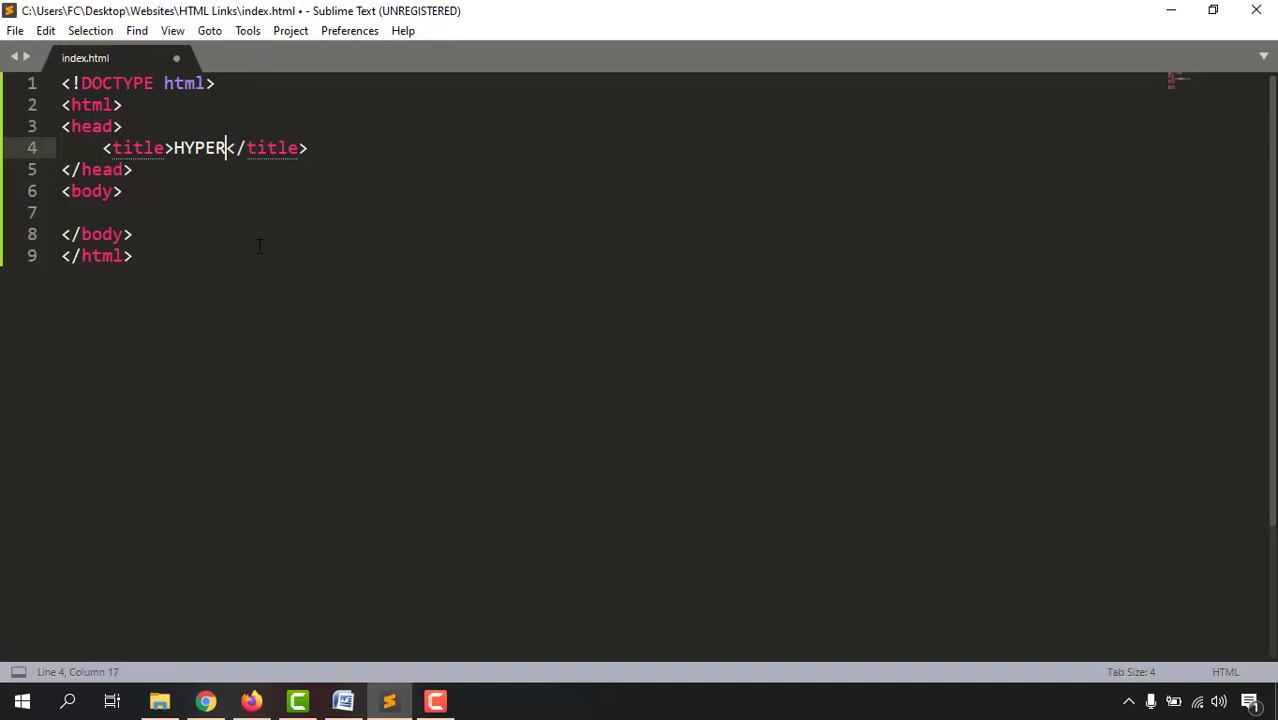 C:\Users\FC\Desktop\Websites\HTML Links\index.html • - Sublime Text (UNREGISTERED)
File Edit Selection Find View Goto Tools Project Preferences Help
index.html
1 <!DOCTYPE html>
2 <html>
3 <head>
4 <title>HYPER</title>
5 </head>
6 <body>
7
8 </body>
9 </html>
Line 4, Column 17 Tab Size: 4 HTML
1